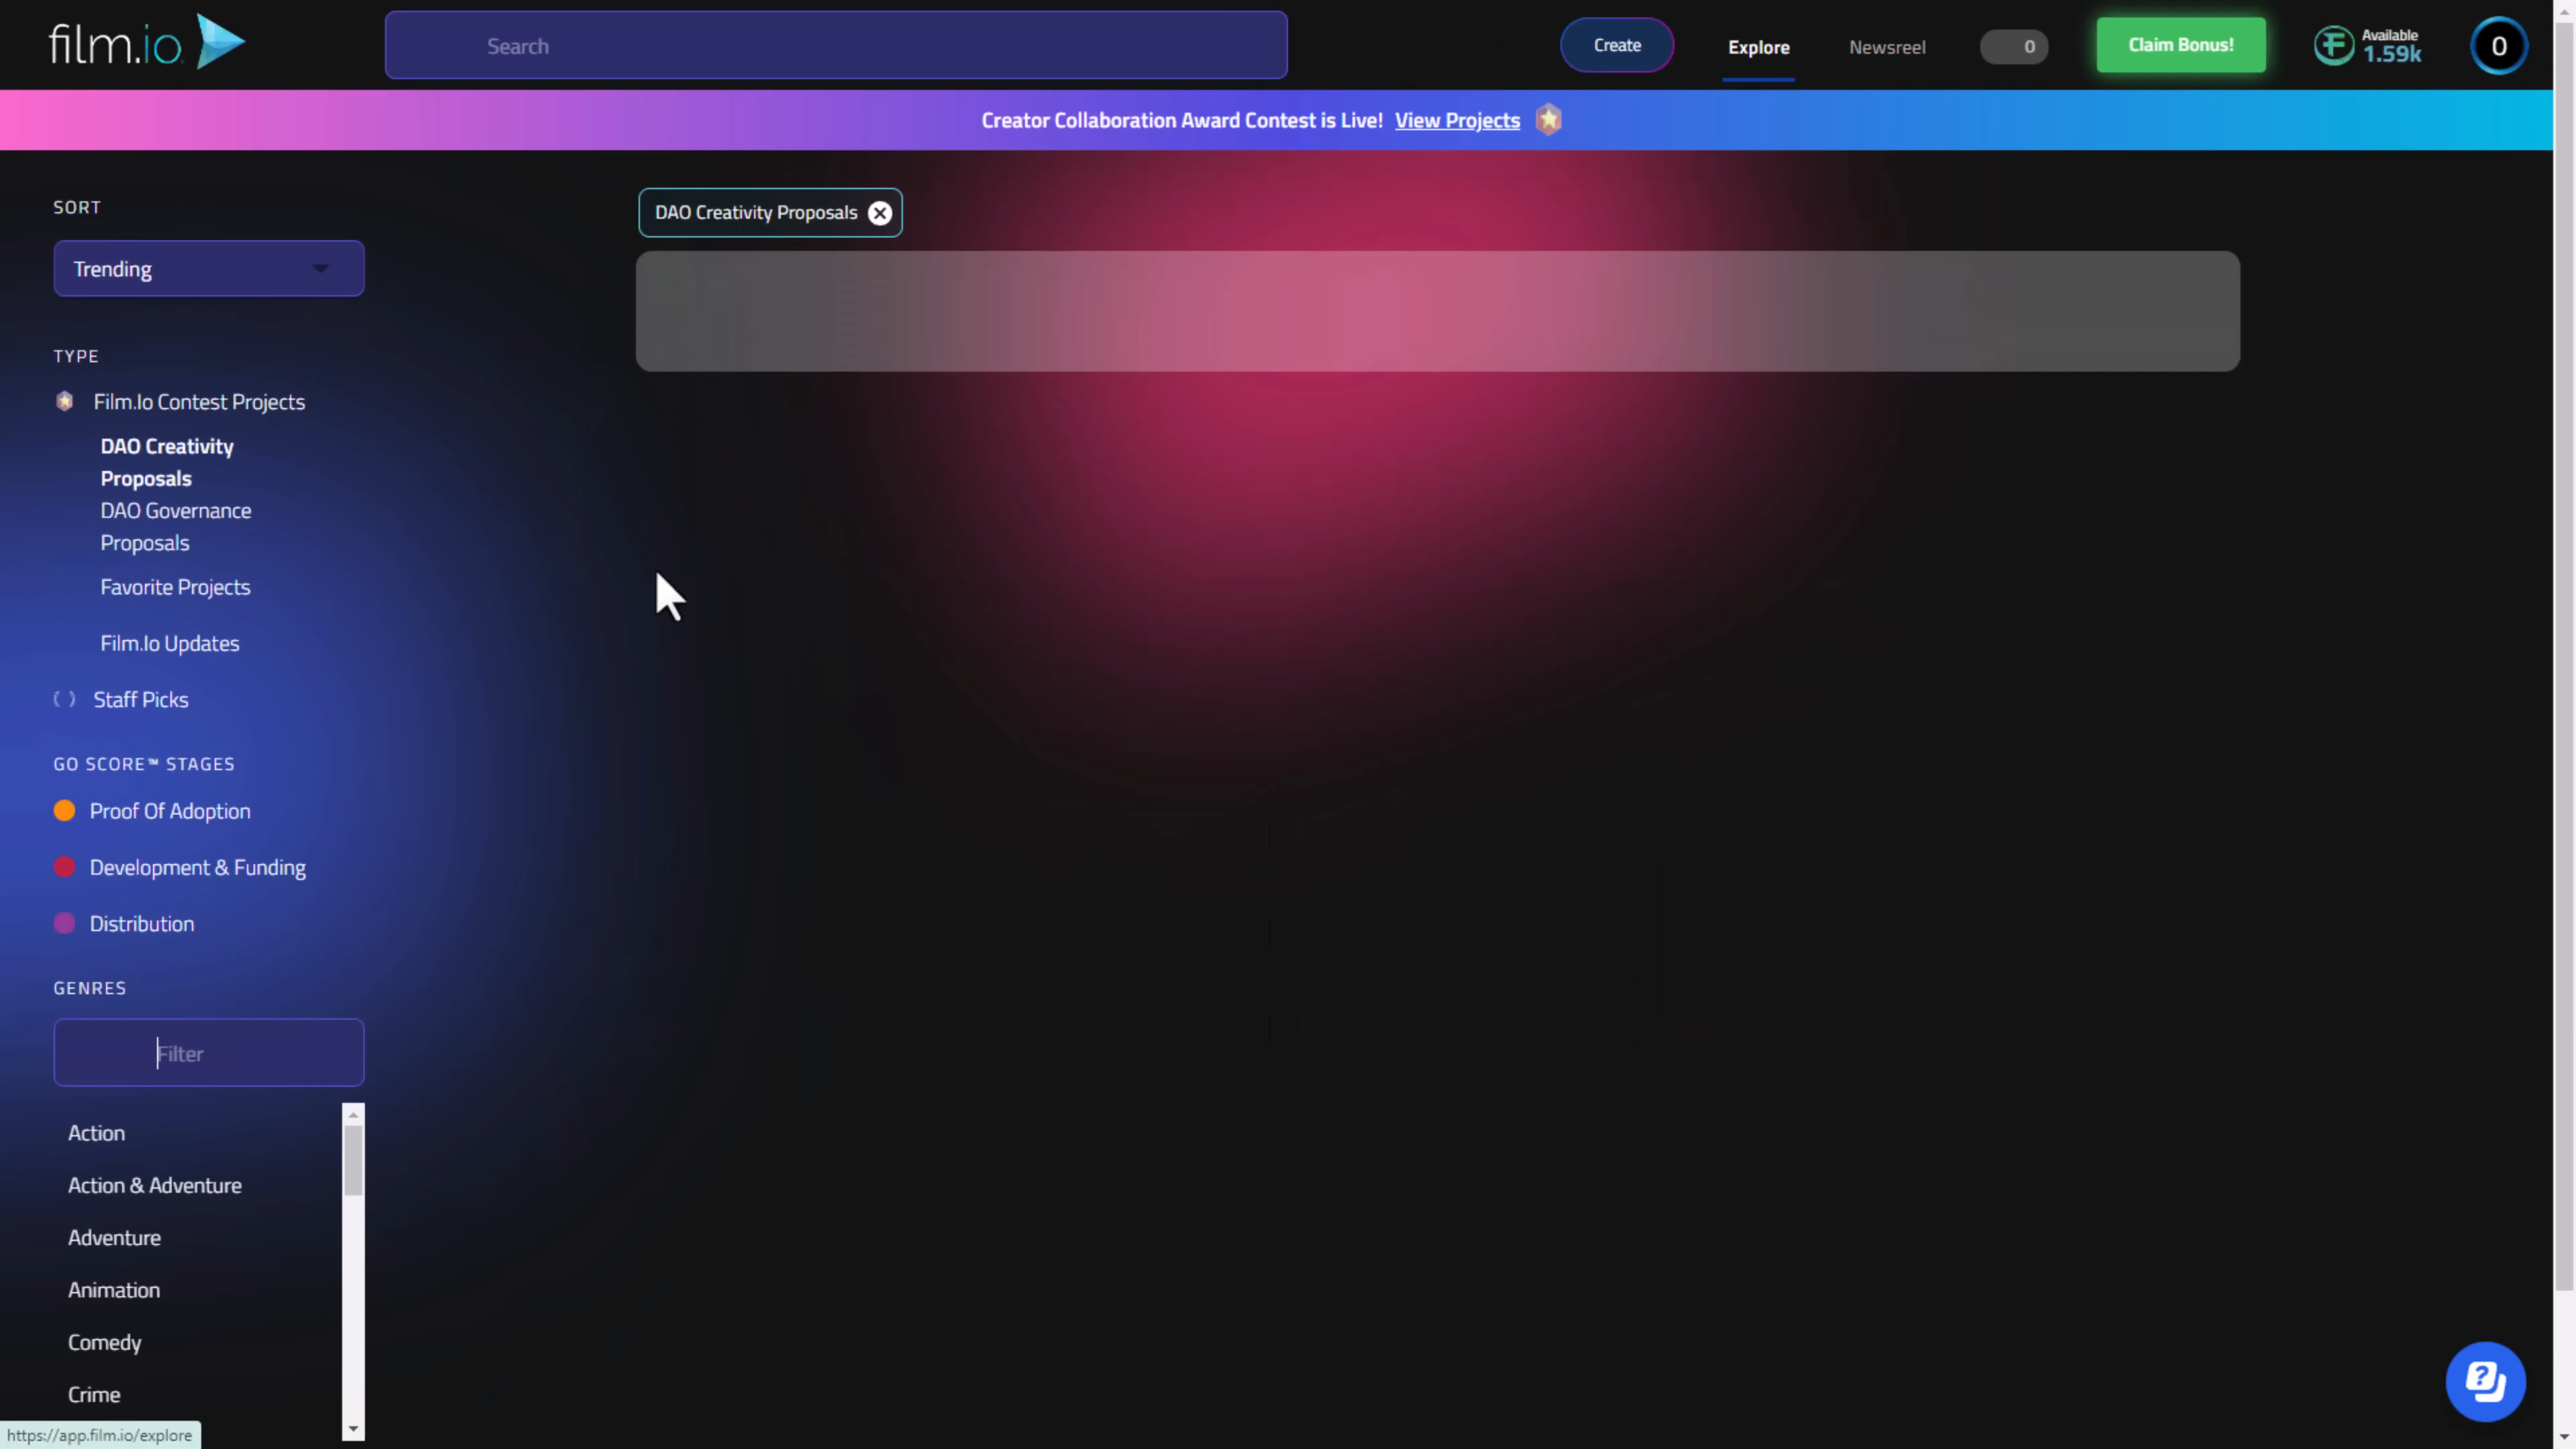 film.io
Search
Create
Explore
Newsreel
0
Claim Bonus!
Available
1.59k
0
Creator Collaboration Award Contest is Live! View Projects
SORT
Trending
TYPE
Film.Io Contest Projects
DAO Creativity
Proposals
DAO Governance
Proposals
Favorite Projects
Film.Io Updates
Staff Picks
GO SCORE™ STAGES
Proof Of Adoption
Development & Funding
Distribution
GENRES
Filter
Action
Action & Adventure
Adventure
Animation
Comedy
Crime
https://app.film.io/explore
DAO Creativity Proposals
?